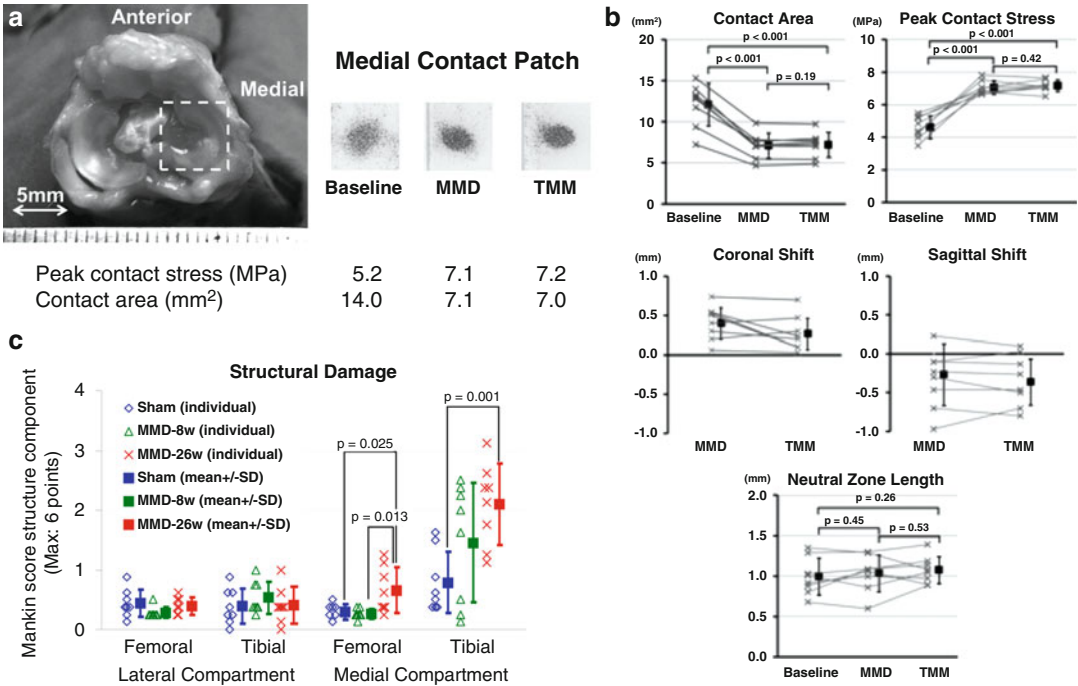 a
Anterior
Medial
5mm
Medial Contact Patch
Baseline MMD TMM
Peak contact stress (MPa) 5.2 7.1 7.2
Contact area (mm²) 14.0 7.1 7.0
b
(mm²) Contact Area
p < 0.001
p < 0.001
p = 0.19
20
15
10
5
0
Baseline MMD TMM
(MPa) Peak Contact Stress
p < 0.001
p < 0.001
p = 0.42
10
8
6
4
2
0
Baseline MMD TMM
(mm) Coronal Shift
1.0
0.5
0.0
-0.5
-1.0
MMD TMM
(mm) Sagittal Shift
1.0
0.5
0.0
-0.5
-1.0
MMD TMM
(mm) Neutral Zone Length
p = 0.26
p = 0.45
p = 0.53
2.0
1.5
1.0
0.5
0.0
Baseline MMD TMM
c
Structural Damage
Mankin score structure component
(Max: 6 points)
4
3
2
1
0
Sham (individual)
MMD-8w (individual)
MMD-26w (individual)
Sham (mean+/-SD)
MMD-8w (mean+/-SD)
MMD-26w (mean+/-SD)
p = 0.025
p = 0.013
p = 0.001
Femoral Tibial Femoral Tibial
Lateral Compartment Medial Compartment